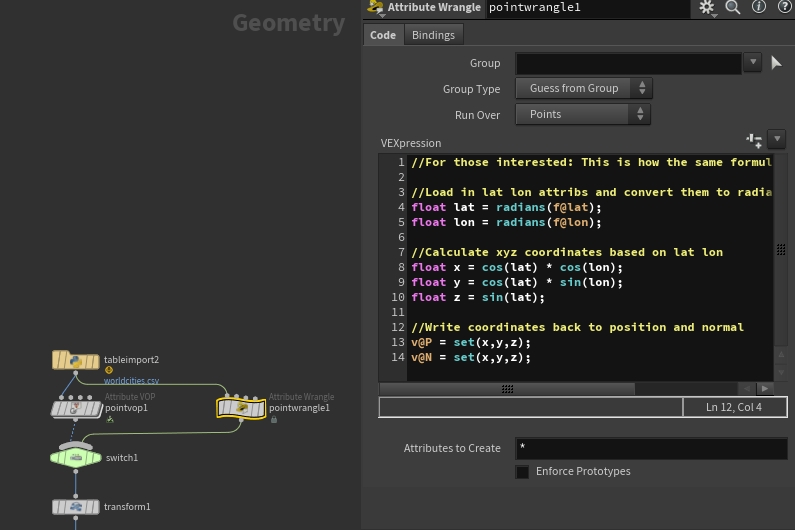 Geometry
tableimport2
worldcities.csv
Attribute VOP
pointvop1
Attribute Wrangle
pointwrangle1
switch1
transform1
Attribute Wrangle pointwrangle1
Code Bindings
Group
Group Type Guess from Group
Run Over Points
VEXpression
1 //For those interested: This is how the same formul
2
3 //Load in lat lon attribs and convert them to radia
4 float lat = radians(f@lat);
5 float lon = radians(f@lon);
6
7 //Calculate xyz coordinates based on lat lon
8 float x = cos(lat) * cos(lon);
9 float y = cos(lat) * sin(lon);
10 float z = sin(lat);
11
12 //Write coordinates back to position and normal
13 v@P = set(x,y,z);
14 v@N = set(x,y,z);
Ln 12, Col 4
Attributes to Create *
Enforce Prototypes